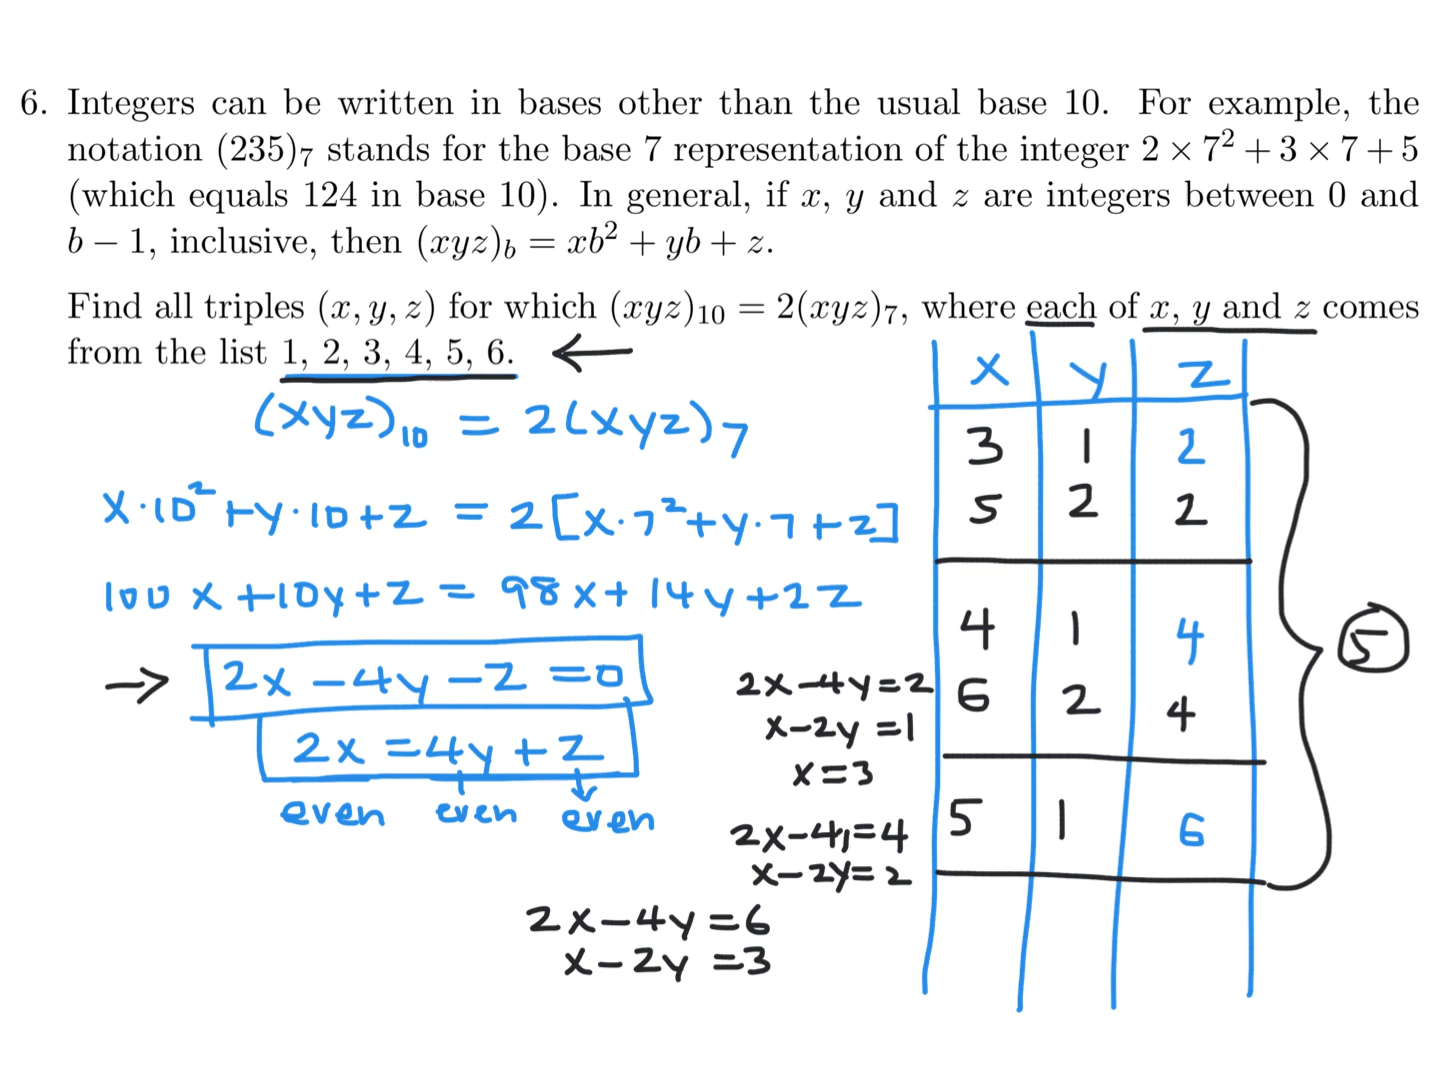 6. Integers can be written in bases other than the usual base 10. For example, the
notation (235)₇ stands for the base 7 representation of the integer 2 × 7² + 3 × 7 + 5
(which equals 124 in base 10). In general, if x, y and z are integers between 0 and
b − 1, inclusive, then (xyz)_b = xb² + yb + z.
Find all triples (x, y, z) for which (xyz)₁₀ = 2(xyz)₇, where each of x, y and z comes
from the list 1, 2, 3, 4, 5, 6. ←
(xyz)₁₀ = 2(xyz)₇
x·10² + y·10 + z = 2[x·7² + y·7 + z]
100x + 10y + z = 98x + 14y + 2z
→ 2x − 4y − z = 0
2x = 4y + z
even even even
2x − 4y = 2
x − 2y = 1
x = 3
2x − 4y = 4
x − 2y = 2
2x − 4y = 6
x − 2y = 3
x y z
3 1 2
5 2 2
4 1 4
6 2 4
5 1 6
5